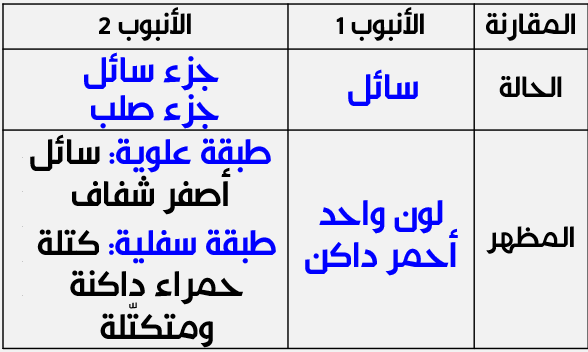 المقارنة الأنبوب 1 الأنبوب 2
الحالة سائل جزء سائل
جزء صلب
المظهر لون واحد
أحمر داكن
طبقة علوية: سائل
أصفر شفاف
طبقة سفلية: كتلة
حمراء داكنة
ومتكتّلة